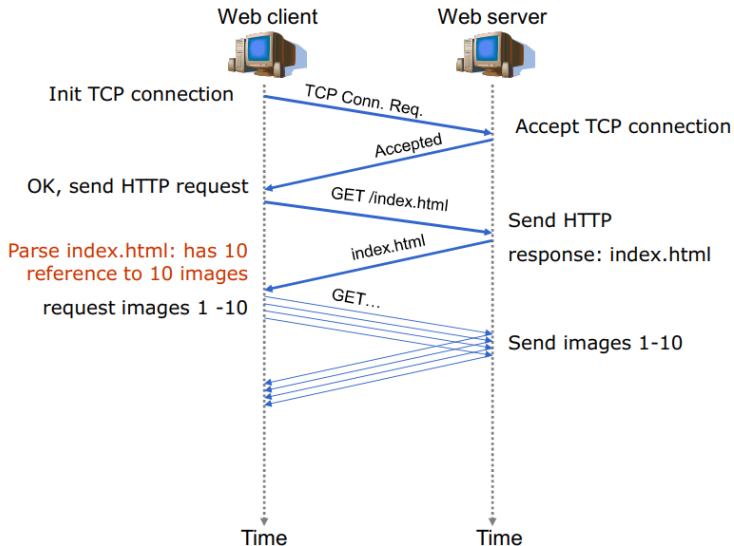 Web client
Web server
Init TCP connection
TCP Conn. Req.
Accept TCP connection
Accepted
OK, send HTTP request
GET /index.html
Send HTTP
response: index.html
index.html
Parse index.html: has 10
reference to 10 images
request images 1 -10
GET...
Send images 1-10
Time
Time